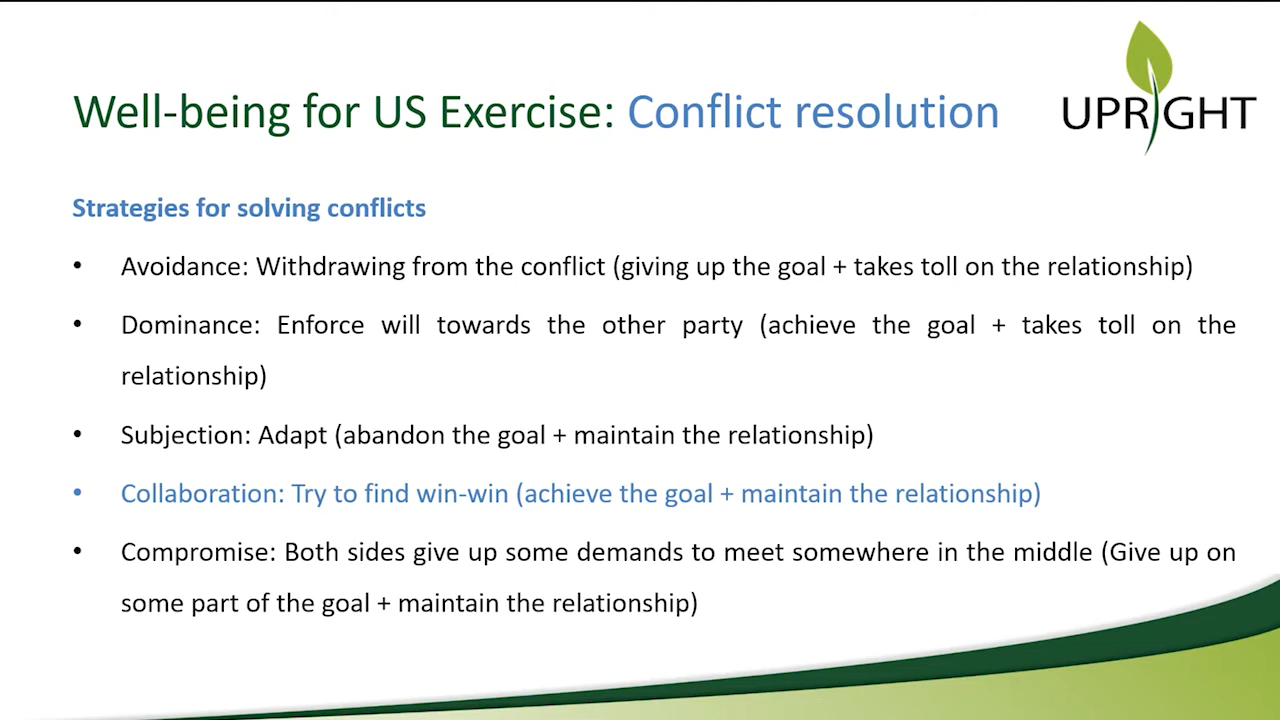 Well-being for US Exercise: Conflict resolution
UPRIGHT
Strategies for solving conflicts
• Avoidance: Withdrawing from the conflict (giving up the goal + takes toll on the relationship)
• Dominance: Enforce will towards the other party (achieve the goal + takes toll on the
relationship)
• Subjection: Adapt (abandon the goal + maintain the relationship)
• Collaboration: Try to find win-win (achieve the goal + maintain the relationship)
• Compromise: Both sides give up some demands to meet somewhere in the middle (Give up on
some part of the goal + maintain the relationship)